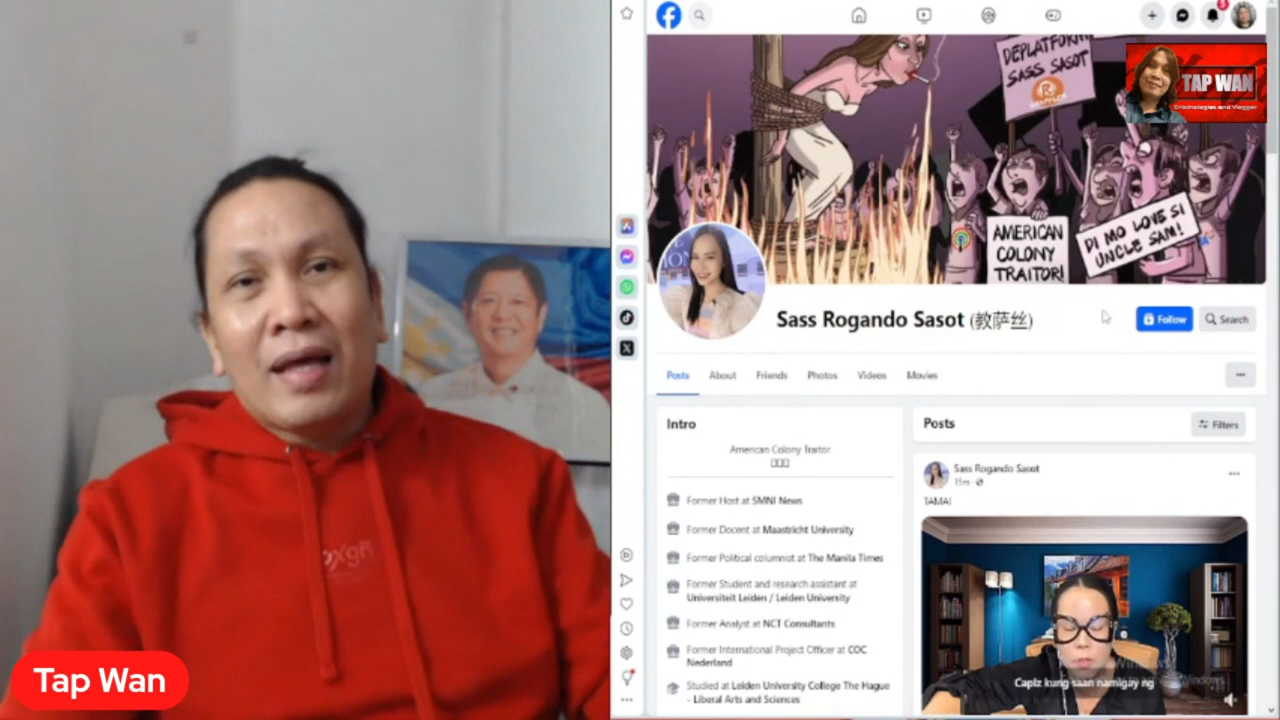 DEPLATFORM
SASS SASOT
AMERICAN
COLONY
TRAITOR!
DI MO LOVE SI
UNCLE SAM!
TAP WAN
Criminologist and Vlogger
Sass Rogando Sasot (教萨丝)
Follow
Search
Posts
About
Friends
Photos
Videos
Movies
Intro
American Colony Traitor
Former Host at SMNI News
Former Docent at Maastricht University
Former Political columnist at The Manila Times
Former Student and research assistant at
Universiteit Leiden / Leiden University
Former Analyst at NCT Consultants
Former International Project Officer at COC
Nederland
Studied at Leiden University College The Hague
- Liberal Arts and Sciences
Posts
Filters
Sass Rogando Sasot
15m
TAMA!
Capiz kung saan namigay ng
Tap Wan